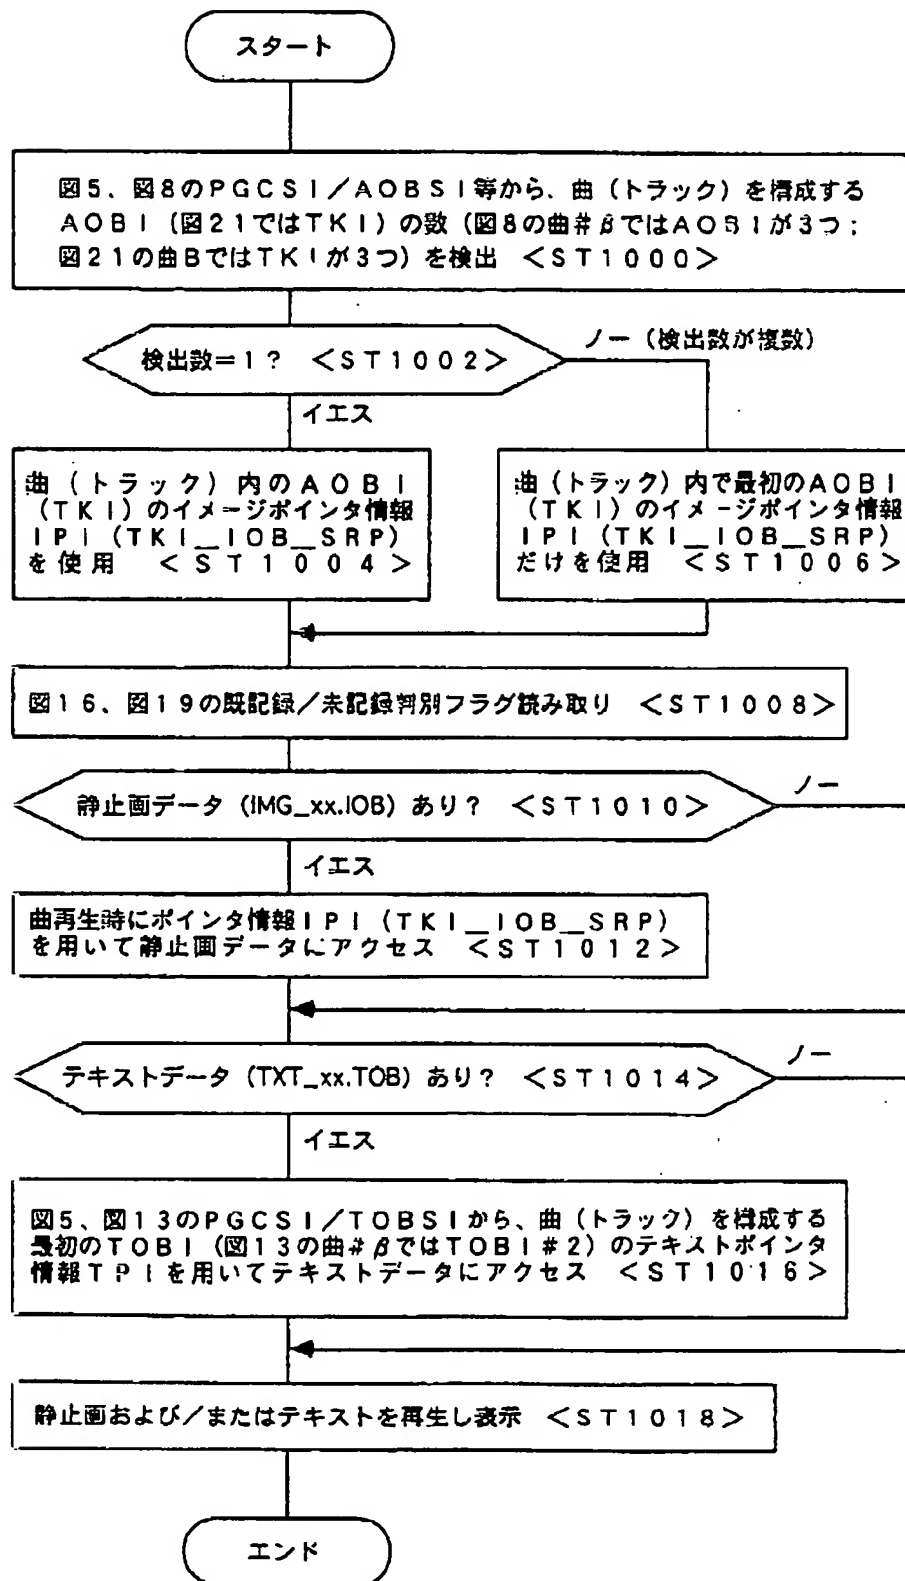 スタート
図5、図8のPGCSI/AOBSI等から、曲(トラック)を構成する
AOBI(図21ではTKI)の数(図8の曲#βではAOBIが3つ;
図21の曲BではTKIが3つ)を検出 <ST1000>
検出数=1? <ST1002>
ノー(検出数が複数)
イエス
曲(トラック)内のAOBI
(TKI)のイメージポインタ情報
IPI(TKI_IOB_SRP)
を使用 <ST1004>
曲(トラック)内で最初のAOBI
(TKI)のイメージポインタ情報
IPI(TKI_IOB_SRP)
だけを使用 <ST1006>
図16、図19の既記録/未記録判別フラグ読み取り <ST1008>
静止画データ(IMG_xx.IOB)あり? <ST1010>
ノー
イエス
曲再生時にポインタ情報IPI(TKI_IOB_SRP)
を用いて静止画データにアクセス <ST1012>
テキストデータ(TXT_xx.TOB)あり? <ST1014>
ノー
イエス
図5、図13のPGCSI/TOBSIから、曲(トラック)を構成する
最初のTOBI(図13の曲#βではTOBI#2)のテキストポインタ
情報TPIを用いてテキストデータにアクセス <ST1016>
静止画および/またはテキストを再生し表示 <ST1018>
エンド